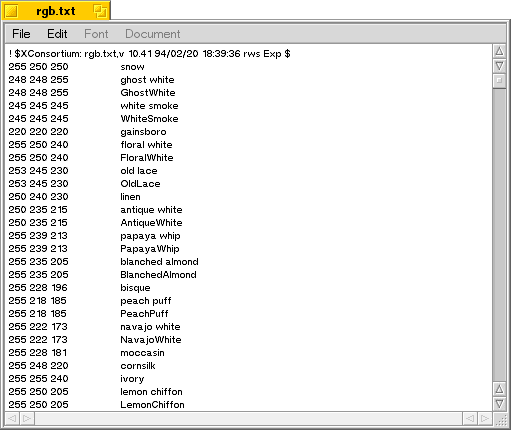 rgb.txt
File Edit Font Document
! $XConsortium: rgb.txt,v 10.41 94/02/20 18:39:36 rws Exp $
255 250 250 snow
248 248 255 ghost white
248 248 255 GhostWhite
245 245 245 white smoke
245 245 245 WhiteSmoke
220 220 220 gainsboro
255 250 240 floral white
255 250 240 FloralWhite
253 245 230 old lace
253 245 230 OldLace
250 240 230 linen
250 235 215 antique white
250 235 215 AntiqueWhite
255 239 213 papaya whip
255 239 213 PapayaWhip
255 235 205 blanched almond
255 235 205 BlanchedAlmond
255 228 196 bisque
255 218 185 peach puff
255 218 185 PeachPuff
255 222 173 navajo white
255 222 173 NavajoWhite
255 228 181 moccasin
255 248 220 cornsilk
255 255 240 ivory
255 250 205 lemon chiffon
255 250 205 LemonChiffon